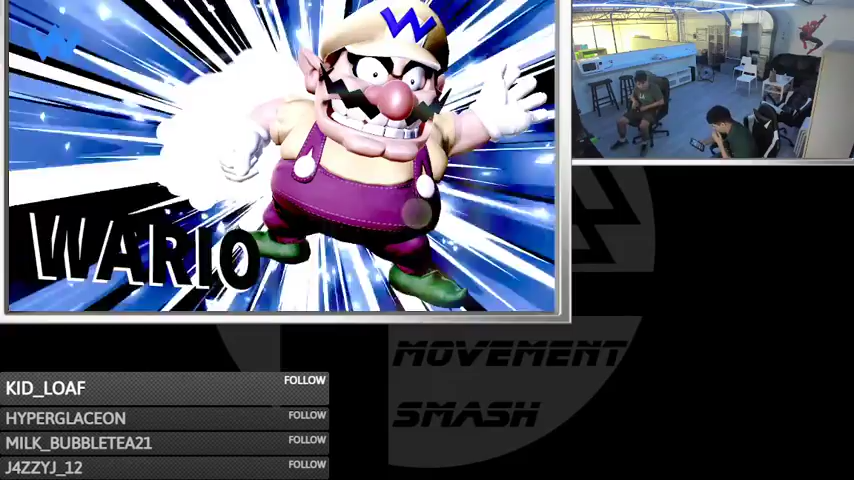 W
WARIO
MOVEMENT
SMASH
KID_LOAF FOLLOW
HYPERGLACEON FOLLOW
MILK_BUBBLETEA21 FOLLOW
J4ZZYJ_12 FOLLOW